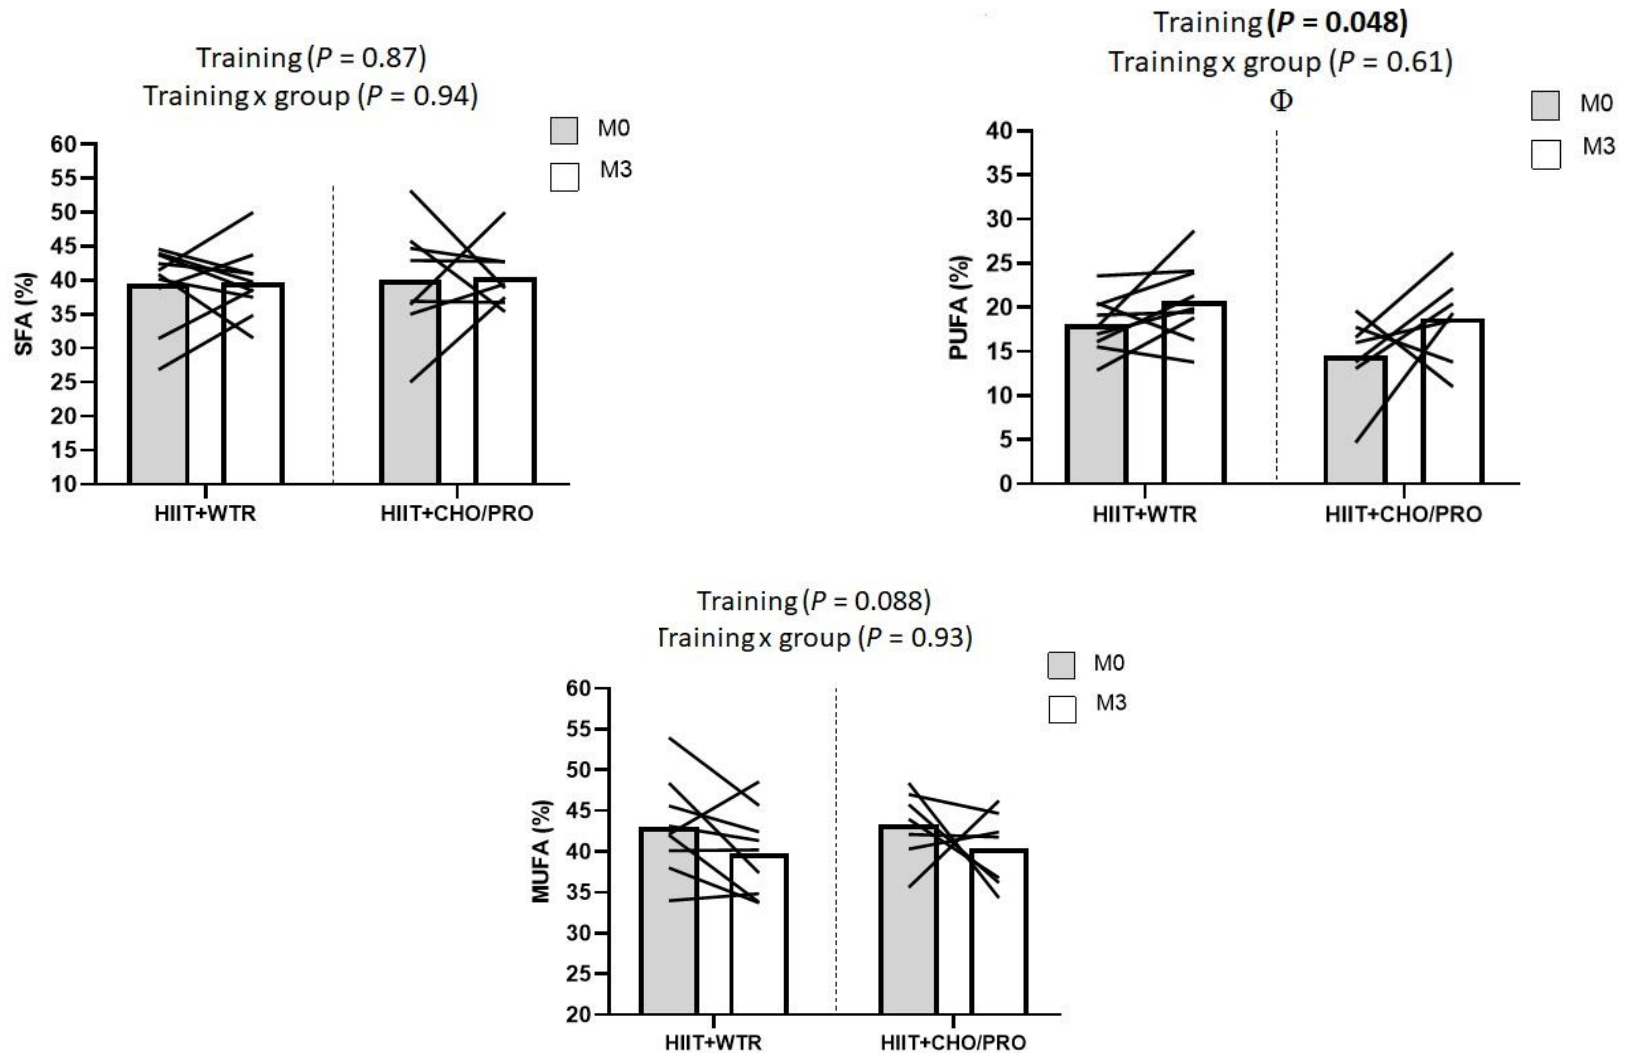 Training (P = 0.87)
Training x group (P = 0.94)
M0
M3
60
55
50
45
40
35
30
25
20
15
10
SFA (%)
HIIT+WTR
HIIT+CHO/PRO
Training (P = 0.048)
Training x group (P = 0.61)
Φ
M0
M3
40
35
30
25
20
15
10
5
0
PUFA (%)
HIIT+WTR
HIIT+CHO/PRO
Training (P = 0.088)
Training x group (P = 0.93)
M0
M3
60
55
50
45
40
35
30
25
20
MUFA (%)
HIIT+WTR
HIIT+CHO/PRO